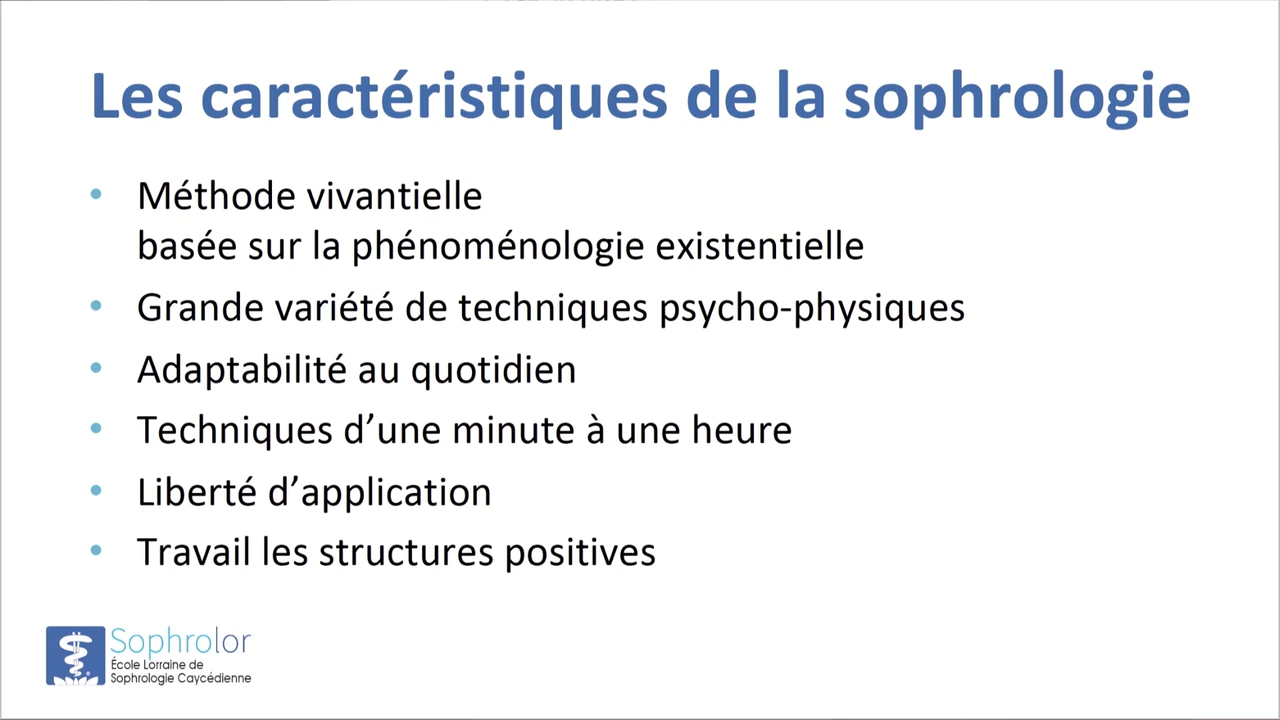 Les caractéristiques de la sophrologie
• Méthode vivantielle
basée sur la phénoménologie existentielle
• Grande variété de techniques psycho-physiques
• Adaptabilité au quotidien
• Techniques d’une minute à une heure
• Liberté d’application
• Travail les structures positives
Sophrolor
École Lorraine de
Sophrologie Caycédienne